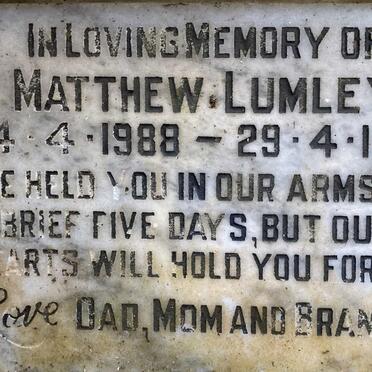 IN LOVING MEMORY OF
MATTHEW LUMLEY
4 · 4 · 1988 – 29 · 4 · 1
E HELD YOU IN OUR ARMS
BRIEF FIVE DAYS, BUT OU
ARTS WILL HOLD YOU FOR
Love DAD, MOM AND BRAN